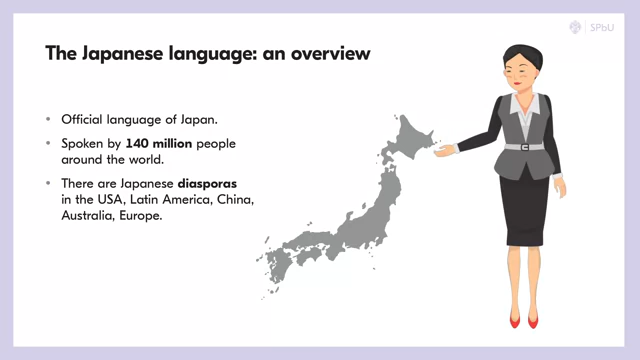 SPbU
The Japanese language: an overview
• Official language of Japan.
• Spoken by 140 million people
around the world.
• There are Japanese diasporas
in the USA, Latin America, China,
Australia, Europe.